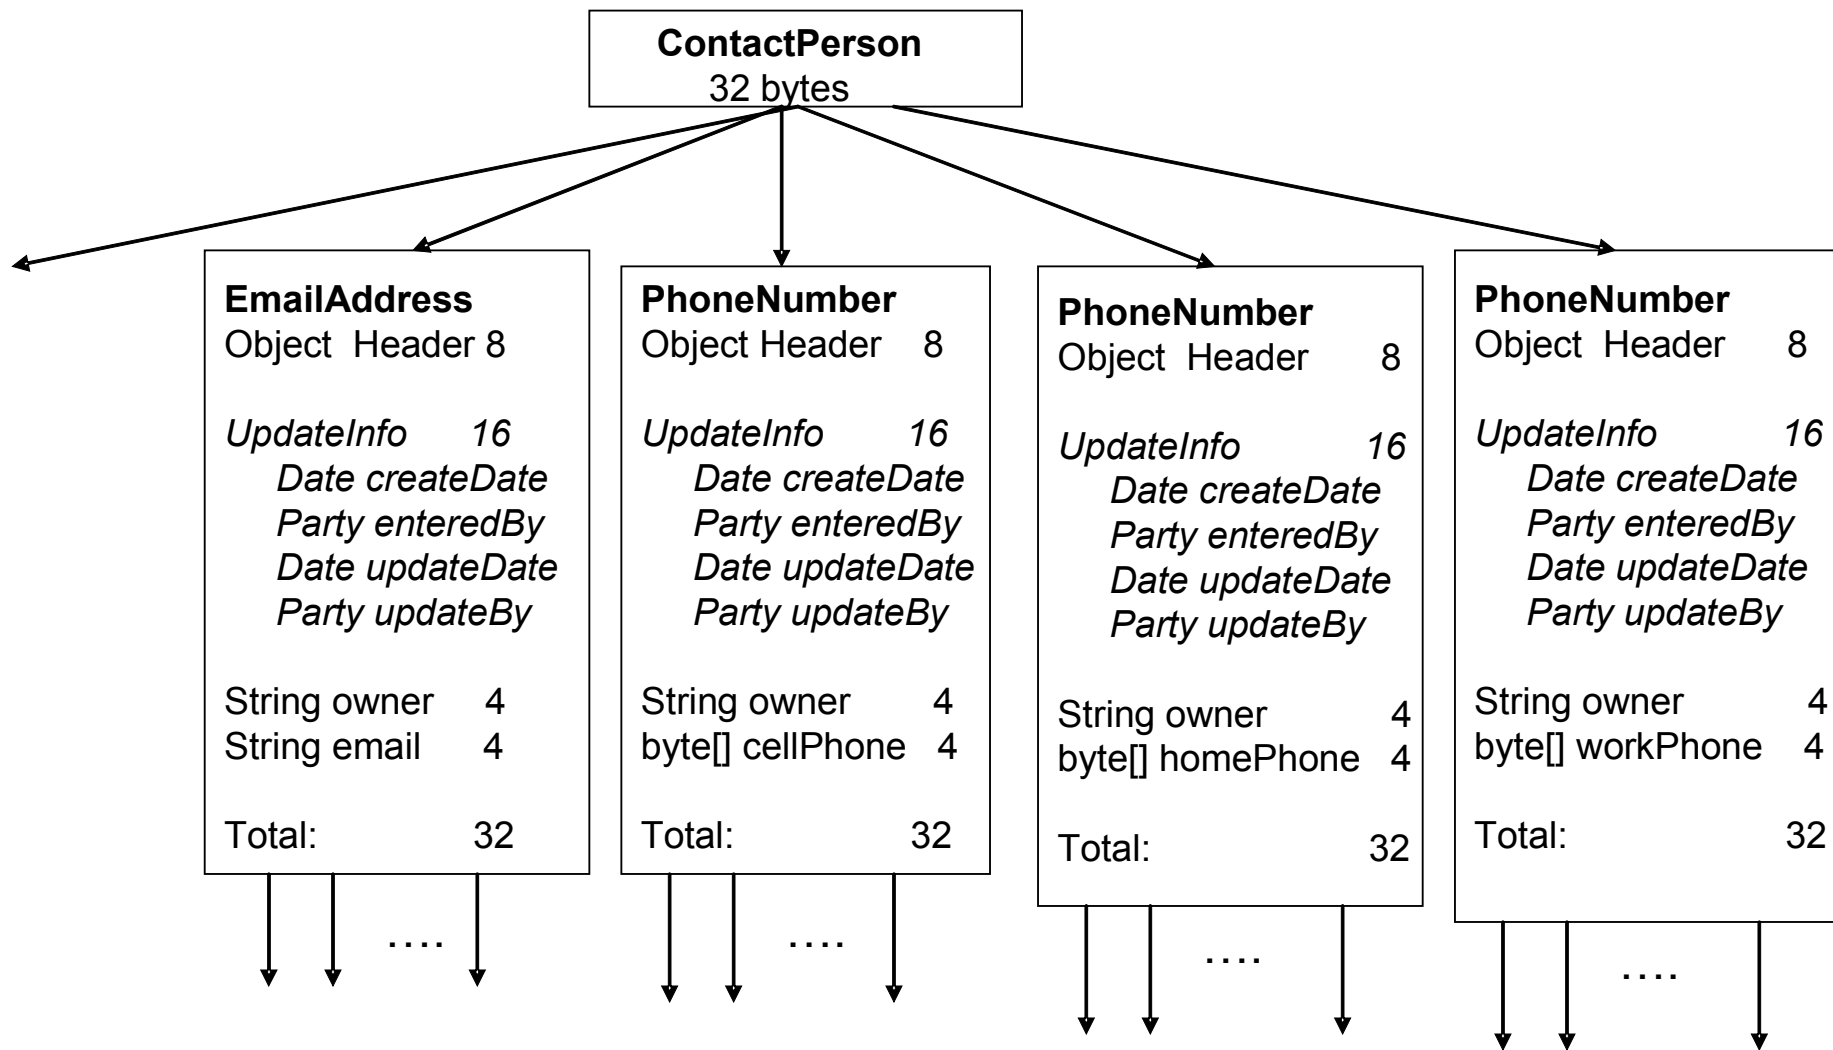 ContactPerson
32 bytes
EmailAddress
Object Header 8
UpdateInfo 16
Date createDate
Party enteredBy
Date updateDate
Party updateBy
String owner 4
String email 4
Total: 32
....
PhoneNumber
Object Header 8
UpdateInfo 16
Date createDate
Party enteredBy
Date updateDate
Party updateBy
String owner 4
byte[] cellPhone 4
Total: 32
....
PhoneNumber
Object Header 8
UpdateInfo 16
Date createDate
Party enteredBy
Date updateDate
Party updateBy
String owner 4
byte[] homePhone 4
Total: 32
....
PhoneNumber
Object Header 8
UpdateInfo 16
Date createDate
Party enteredBy
Date updateDate
Party updateBy
String owner 4
byte[] workPhone 4
Total: 32
....